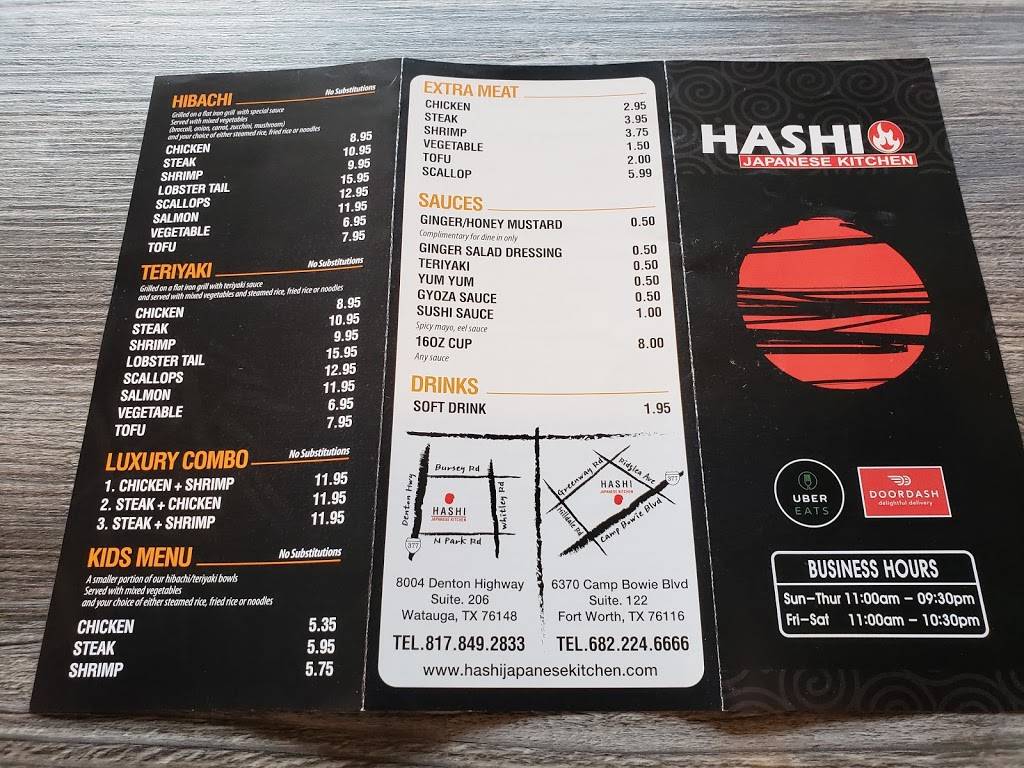 HIBACHI No Substitutions
Grilled on a flat iron grill with special sauce
Served with mixed vegetables
(broccoli, onion, carrot, zucchini, mushroom)
and your choice of either steamed rice, fried rice or noodles
CHICKEN 8.95
STEAK 10.95
SHRIMP 9.95
LOBSTER TAIL 15.95
SCALLOPS 12.95
SALMON 11.95
VEGETABLE 6.95
TOFU 7.95
TERIYAKI No Substitutions
Grilled on a flat iron grill with teriyaki sauce
and served with mixed vegetables and steamed rice, fried rice or noodles
CHICKEN 8.95
STEAK 10.95
SHRIMP 9.95
LOBSTER TAIL 15.95
SCALLOPS 12.95
SALMON 11.95
VEGETABLE 6.95
TOFU 7.95
LUXURY COMBO No Substitutions
1. CHICKEN + SHRIMP 11.95
2. STEAK + CHICKEN 11.95
3. STEAK + SHRIMP 11.95
KIDS MENU No Substitutions
A smaller portion of our hibachi/teriyaki bowls
Served with mixed vegetables
and your choice of either steamed rice, fried rice or noodles
CHICKEN 5.35
STEAK 5.95
SHRIMP 5.75
EXTRA MEAT
CHICKEN 2.95
STEAK 3.95
SHRIMP 3.75
VEGETABLE 1.50
TOFU 2.00
SCALLOP 5.99
SAUCES
GINGER/HONEY MUSTARD 0.50
Complimentary for dine in only
GINGER SALAD DRESSING 0.50
TERIYAKI 0.50
YUM YUM 0.50
GYOZA SAUCE 0.50
SUSHI SAUCE 1.00
Spicy mayo, eel sauce
16OZ CUP 8.00
Any sauce
DRINKS
SOFT DRINK 1.95
Bursey Rd
Denton Hwy
Whitley Rd
HASHI
JAPANESE KITCHEN
N Park Rd
377
Greenway Rd
Ridglea Ave
377
HASHI
JAPANESE KITCHEN
Hilldale Rd
Camp Bowie Blvd
8004 Denton Highway
Suite. 206
Watauga, TX 76148
TEL.817.849.2833
6370 Camp Bowie Blvd
Suite. 122
Fort Worth, TX 76116
TEL.682.224.6666
www.hashijapanesekitchen.com
HASHI
JAPANESE KITCHEN
UBER
EATS
DOORDASH
delightful delivery
BUSINESS HOURS
Sun–Thur 11:00am – 09:30pm
Fri–Sat 11:00am – 10:30pm